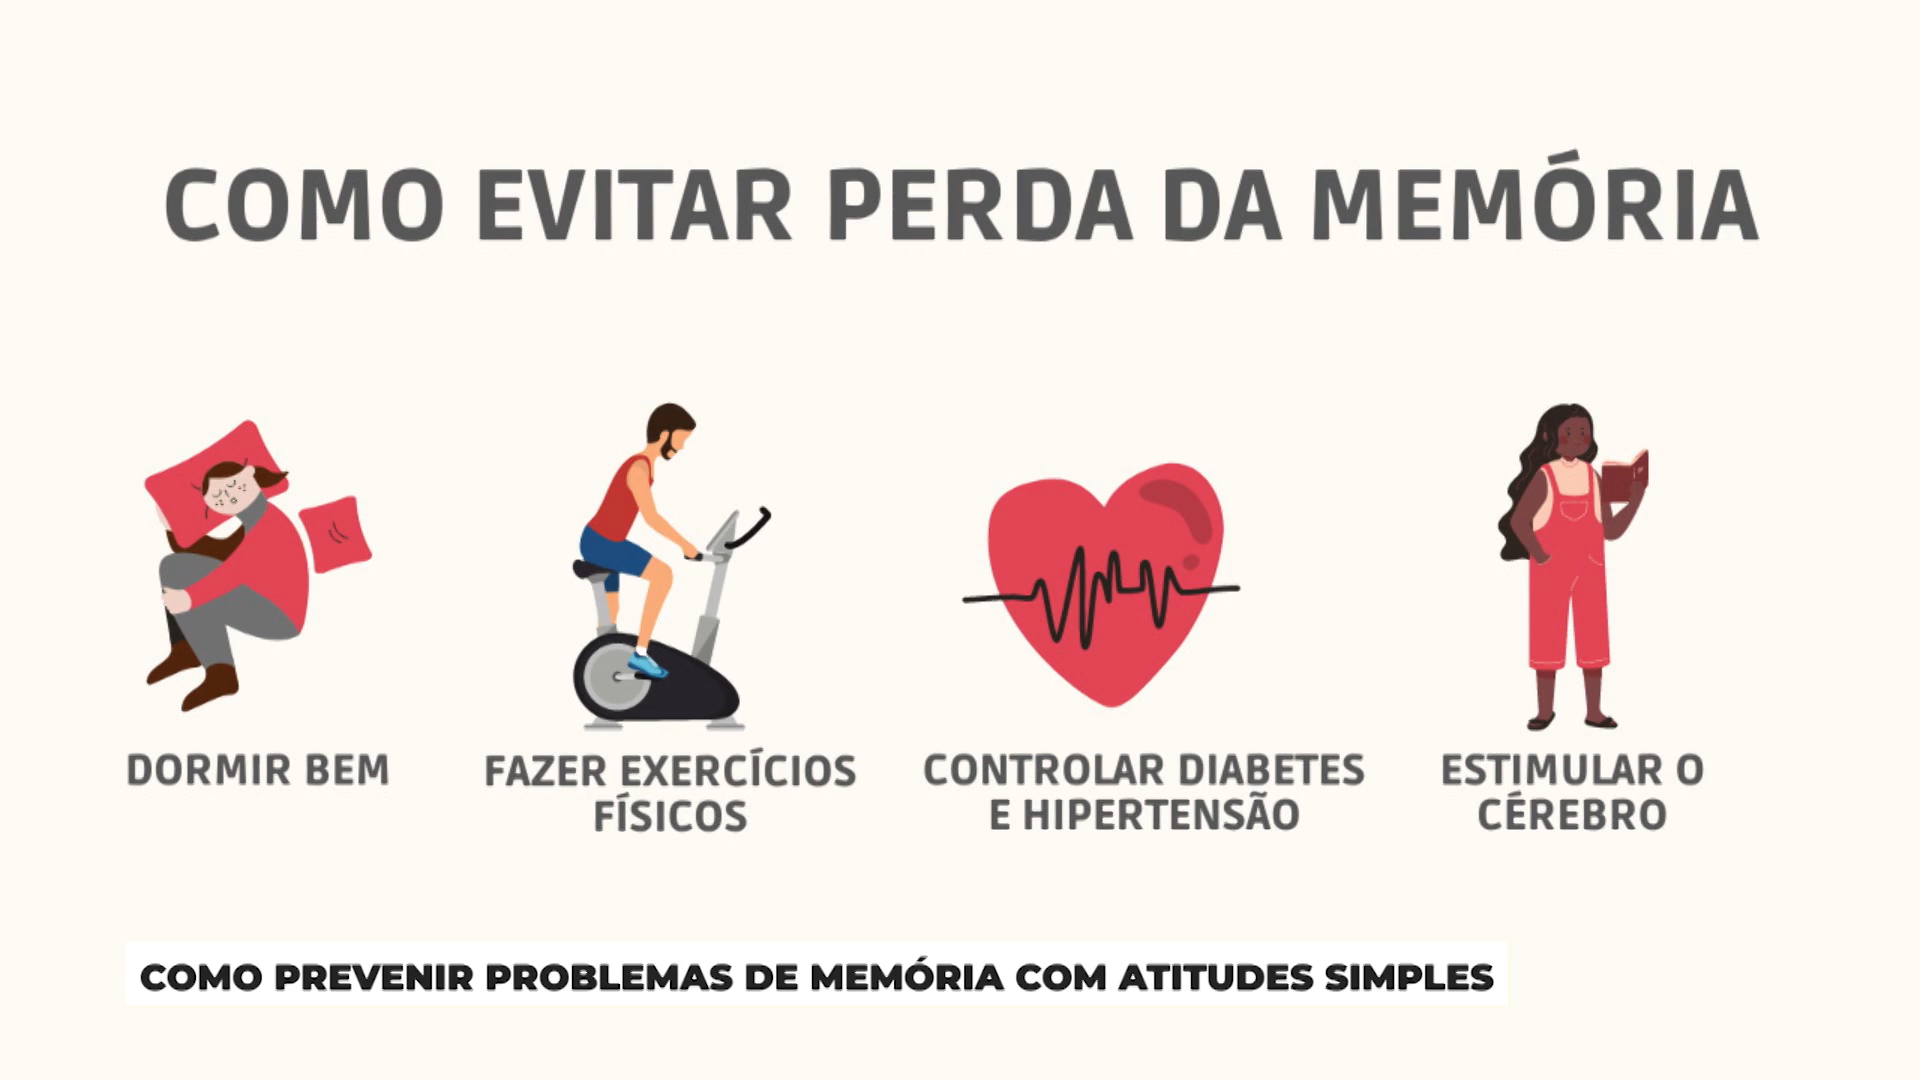 COMO EVITAR PERDA DA MEMÓRIA
DORMIR BEM
FAZER EXERCÍCIOS
FÍSICOS
CONTROLAR DIABETES
E HIPERTENSÃO
ESTIMULAR O
CÉREBRO
COMO PREVENIR PROBLEMAS DE MEMÓRIA COM ATITUDES SIMPLES